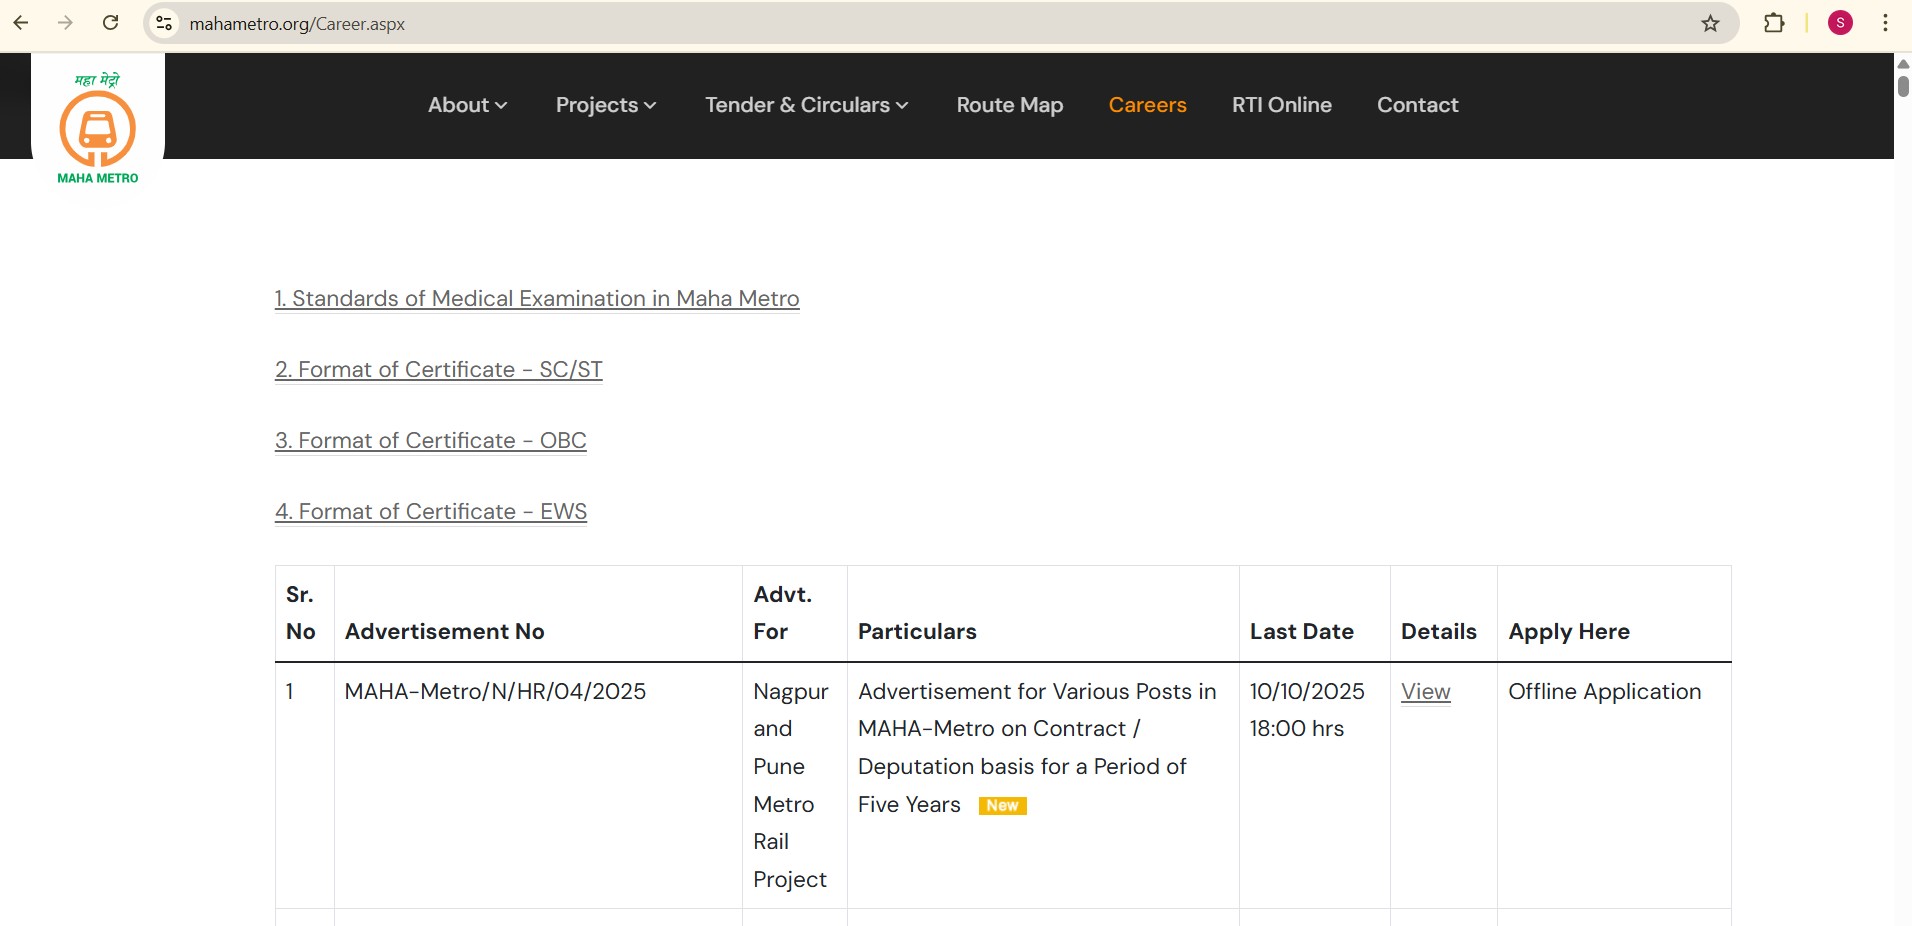 mahametro.org/Career.aspx
S
महा मेट्रो
MAHA METRO
About
Projects
Tender & Circulars
Route Map
Careers
RTI Online
Contact
1. Standards of Medical Examination in Maha Metro
2. Format of Certificate - SC/ST
3. Format of Certificate - OBC
4. Format of Certificate - EWS
Sr.
No
Advertisement No
Advt.
For
Particulars
Last Date
Details
Apply Here
1
MAHA-Metro/N/HR/04/2025
Nagpur
and
Pune
Metro
Rail
Project
Advertisement for Various Posts in
MAHA-Metro on Contract /
Deputation basis for a Period of
Five Years New
10/10/2025
18:00 hrs
View
Offline Application